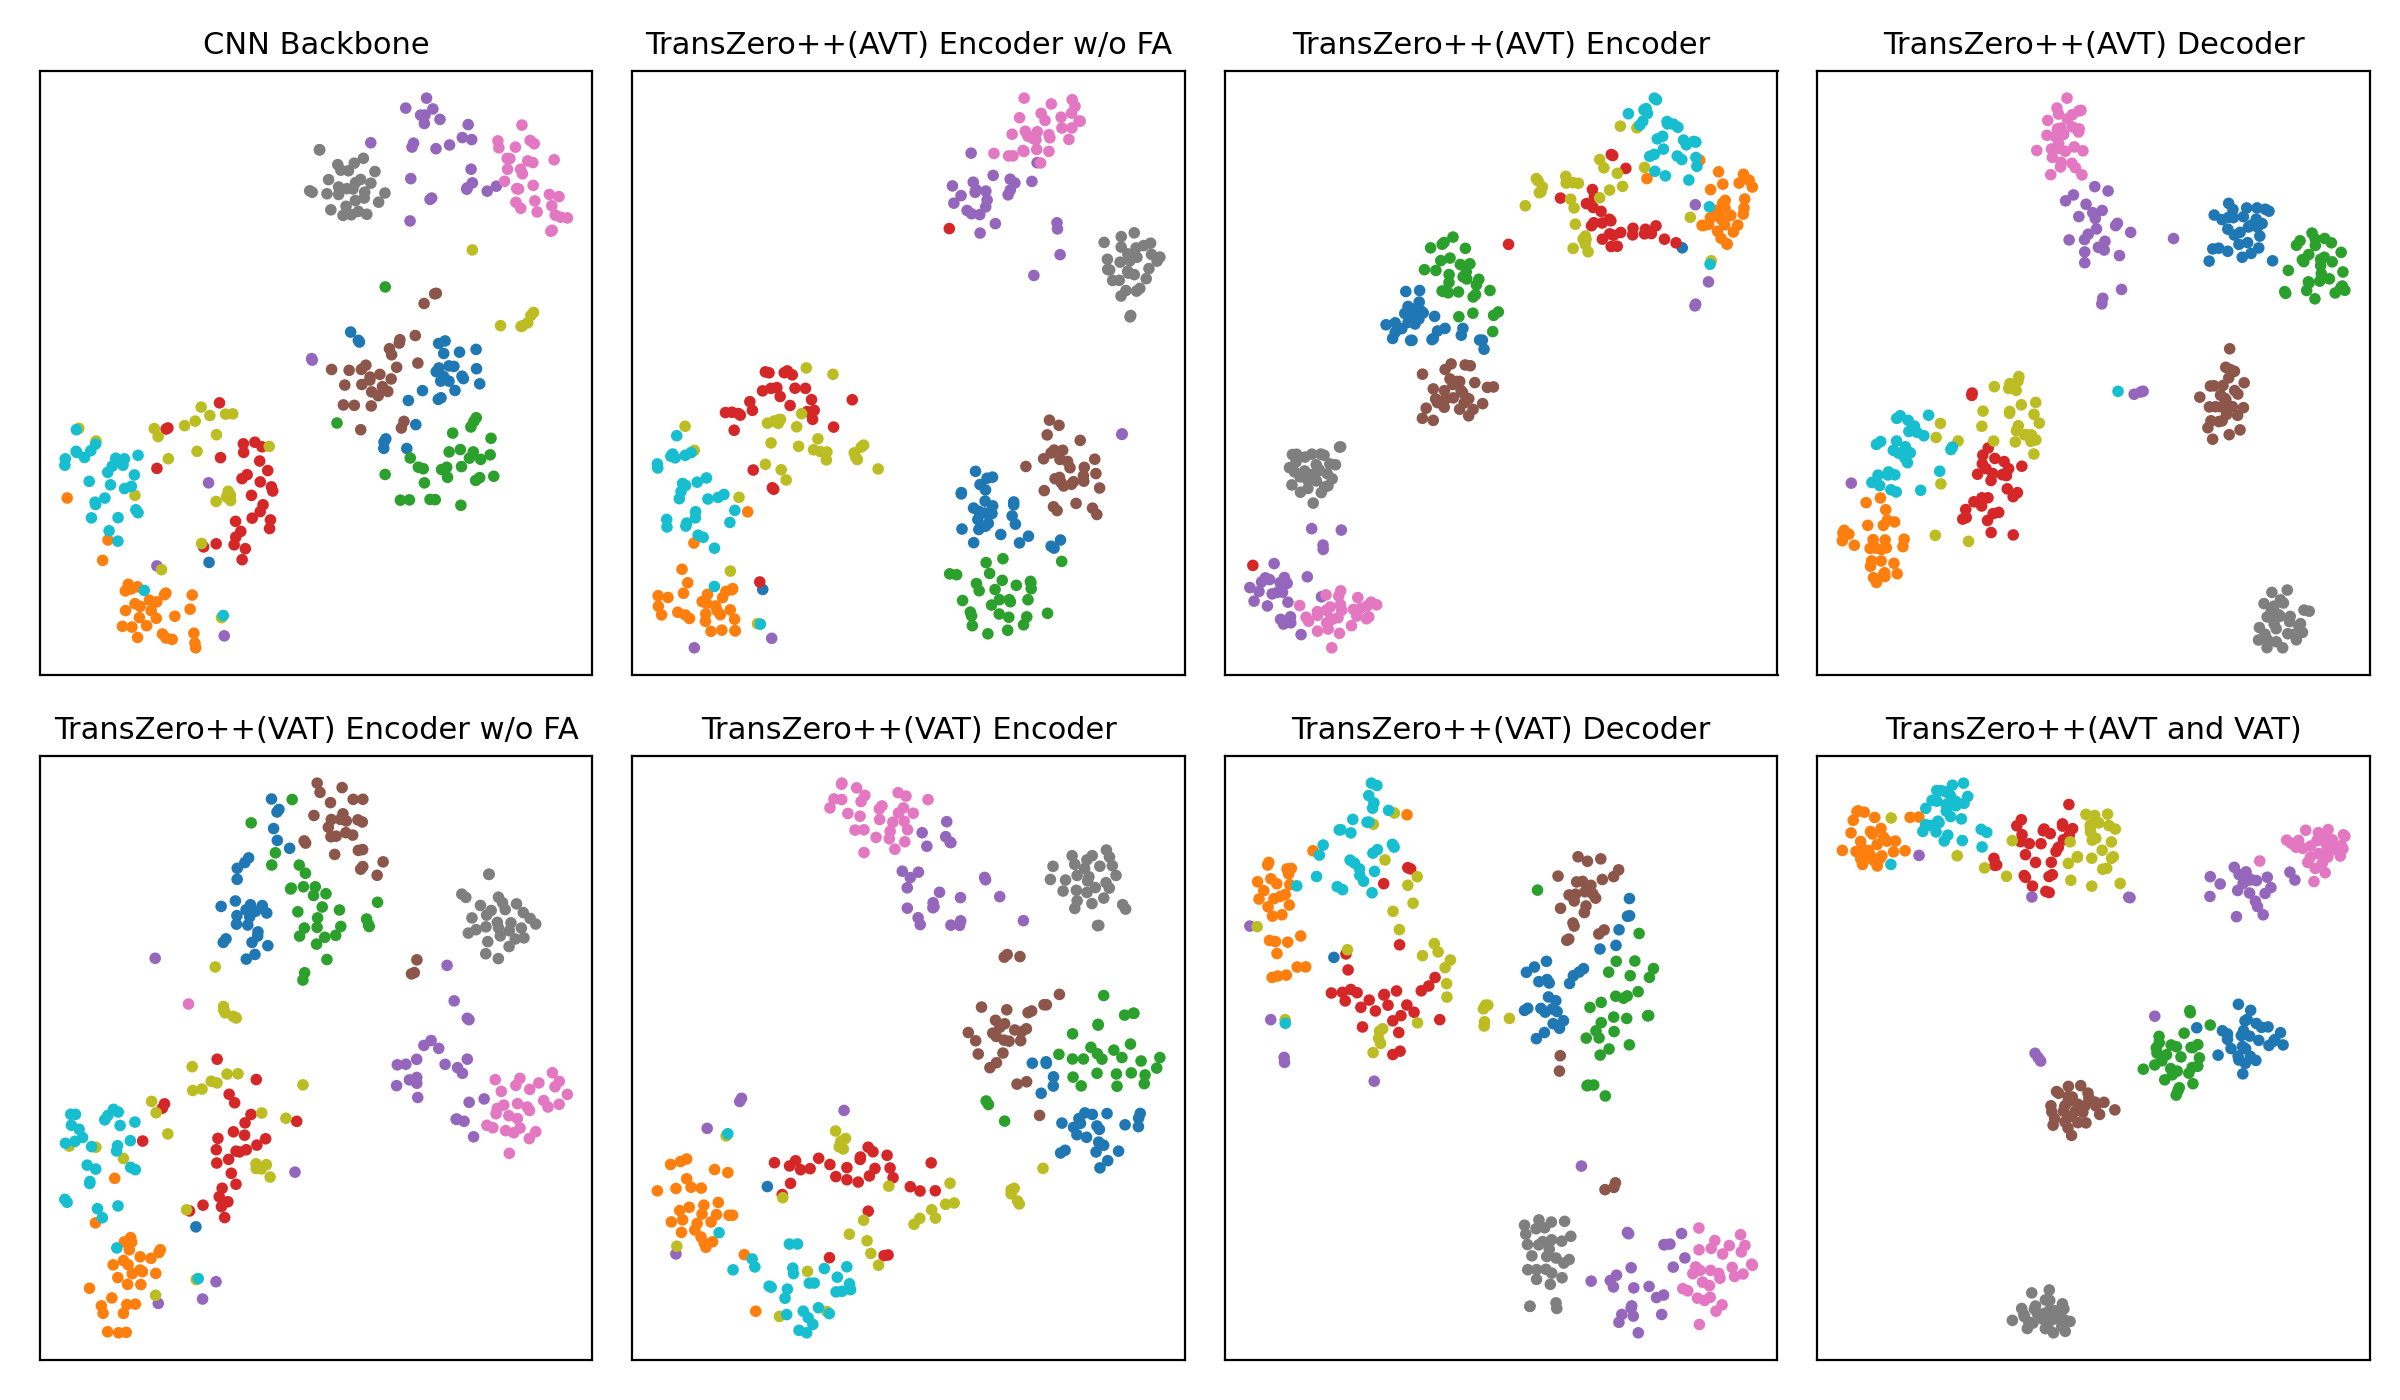 CNN Backbone
TransZero++(AVT) Encoder w/o FA
TransZero++(AVT) Encoder
TransZero++(AVT) Decoder
TransZero++(VAT) Encoder w/o FA
TransZero++(VAT) Encoder
TransZero++(VAT) Decoder
TransZero++(AVT and VAT)